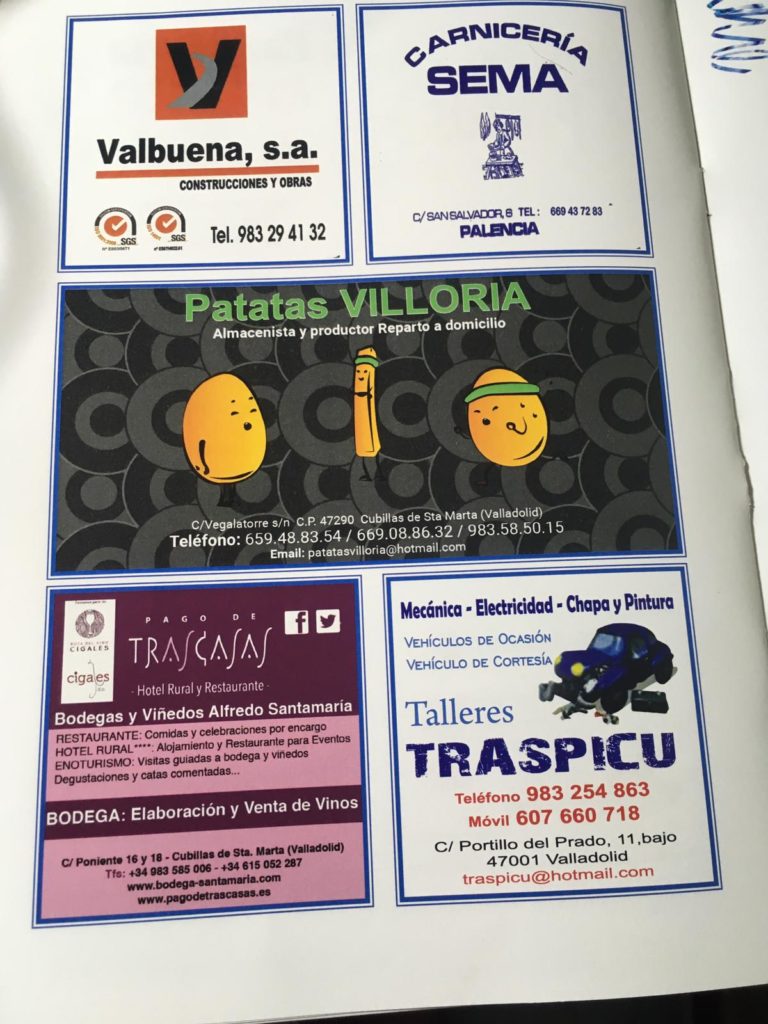 V
Valbuena, s.a.
CONSTRUCCIONES Y OBRAS
SGS
SGS
Tel. 983 29 41 32
CARNICERÍA
SEMA
C/ SAN SALVADOR, 8 TEL : 669 43 72 83
PALENCIA
Patatas VILLORIA
Almacenista y productor Reparto a domicilio
C/Vegalatorre s/n C.P. 47290 Cubillas de Sta Marta (Valladolid)
Teléfono: 659.48.83.54 / 669.08.86.32 / 983.58.50.15
Email: patatasvilloria@hotmail.com
RUTA DEL VINO
CIGALES
cigales
PAGO DE
TRASCASAS
· Hotel Rural y Restaurante ·
Bodegas y Viñedos Alfredo Santamaría
RESTAURANTE: Comidas y celebraciones por encargo
HOTEL RURAL****: Alojamiento y Restaurante para Eventos
ENOTURISMO: Visitas guiadas a bodega y viñedos
Degustaciones y catas comentadas...
BODEGA: Elaboración y Venta de Vinos
C/ Poniente 16 y 18 - Cubillas de Sta. Marta (Valladolid)
Tfs: +34 983 585 006 - +34 615 052 287
www.bodega-santamaria.com
www.pagodetrascasas.es
Mecánica - Electricidad - Chapa y Pintura
VEHÍCULOS DE OCASIÓN
VEHÍCULO DE CORTESÍA
Talleres
TRASPICU
Teléfono 983 254 863
Móvil 607 660 718
C/ Portillo del Prado, 11,bajo
47001 Valladolid
traspicu@hotmail.com